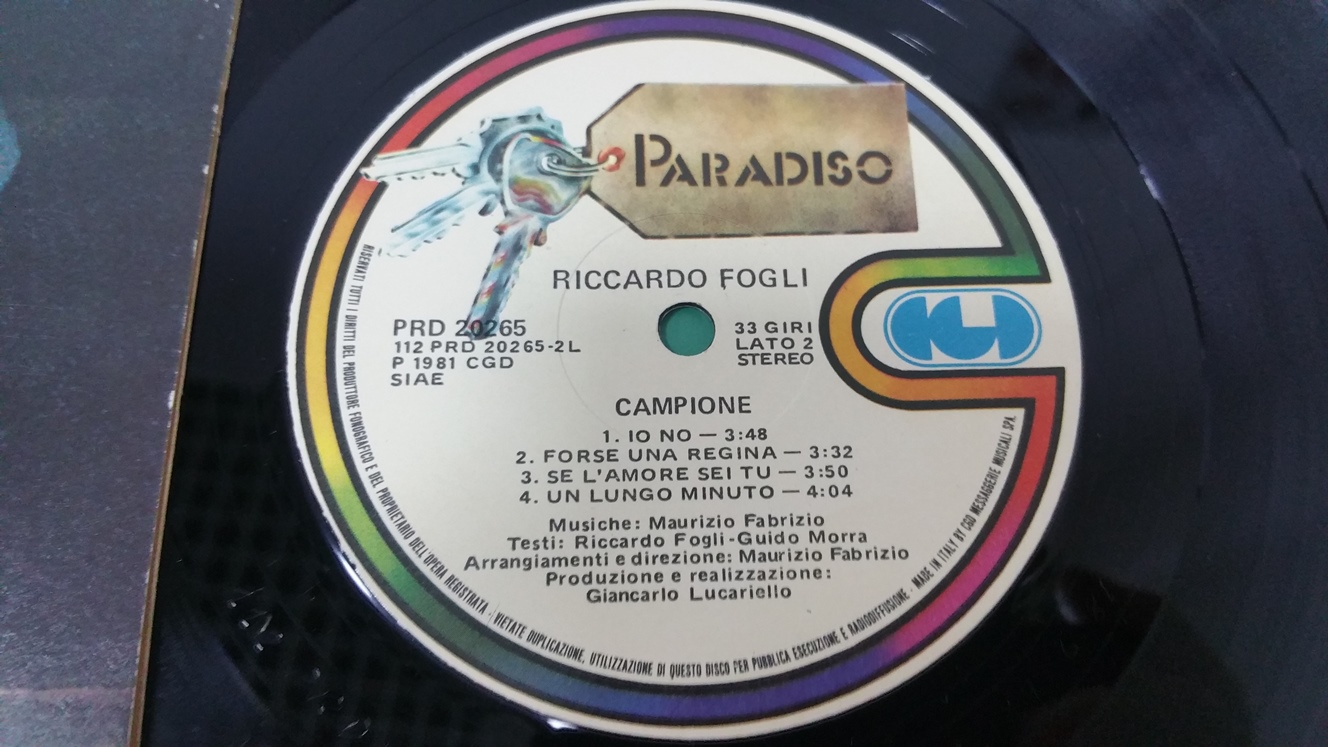 PARADISO
RICCARDO FOGLI
PRD 20265
112 PRD 20265-2L
P 1981 CGD
SIAE
33 GIRI
LATO 2
STEREO
CGD
CAMPIONE
1. IO NO — 3:48
2. FORSE UNA REGINA — 3:32
3. SE L'AMORE SEI TU — 3:50
4. UN LUNGO MINUTO — 4:04
Musiche: Maurizio Fabrizio
Testi: Riccardo Fogli-Guido Morra
Arrangiamenti e direzione: Maurizio Fabrizio
Produzione e realizzazione:
Giancarlo Lucariello
RISERVATI TUTTI I DIRITTI DEL PRODUTTORE FONOGRAFICO E DEL PROPRIETARIO DELL'OPERA REGISTRATA - VIETATE DUPLICAZIONE, UTILIZZAZIONE DI QUESTO DISCO PER PUBBLICA ESECUZIONE E RADIODIFFUSIONE - MADE IN ITALY BY CGD MESSAGGERIE MUSICALI SPA.